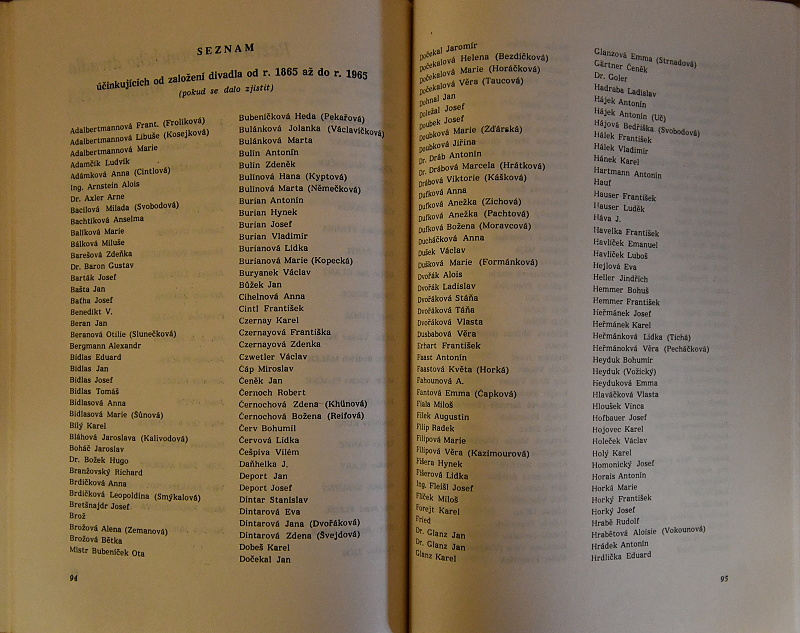 SEZNAM
účinkujících od založení divadla od r. 1865 až do r. 1965
(pokud se dalo zjistit)
Adalbertmannová Frant. (Frolíková)
Adalbertmannová Libuše (Kosejková)
Adalbertmannová Marie
Adamčík Ludvík
Adámková Anna (Cintlová)
Ing. Arnstein Alois
Dr. Axler Arne
Bacilová Milada (Svobodová)
Bachtíková Anselma
Balíková Marie
Bálková Miluše
Barešová Zdeňka
Dr. Baron Gustav
Barták Josef
Bašta Jan
Baťha Josef
Benedikt V.
Beran Jan
Beranová Otilie (Slunečková)
Bergmann Alexandr
Bidlas Eduard
Bidlas Jan
Bidlas Josef
Bidlas Tomáš
Bidlasová Anna
Bidlasová Marie (Šůnová)
Bílý Karel
Bláhová Jaroslava (Kalivodová)
Boháč Jaroslav
Dr. Božek Hugo
Branžovský Richard
Brdičková Anna
Brdičková Leopoldina (Smýkalová)
Bretšnajdr Josef
Brož
Brožová Alena (Zemanová)
Brožová Bětka
Mistr Bubeníček Ota
Bubeníčková Heda (Pekařová)
Bulánková Jolanka (Václavíčková)
Bulánková Marta
Bulín Antonín
Bulín Zdeněk
Bulínová Hana (Kyptová)
Bulínová Marta (Němečková)
Burian Antonín
Burian Hynek
Burian Josef
Burian Vladimír
Burianová Lidka
Burianová Marie (Kopecká)
Buryanek Václav
Bůžek Jan
Cihelnová Anna
Cintl František
Czernay Karel
Czernayová Františka
Czernayová Zdenka
Czwetler Václav
Čáp Miroslav
Čeněk Jan
Černoch Robert
Černochová Zdena (Khünová)
Černochová Božena (Reifová)
Červ Bohumil
Červová Lidka
Češpiva Vilém
Daňhelka J.
Deport Jan
Deport Josef
Dintar Stanislav
Dintarová Eva
Dintarová Jana (Dvořáková)
Dintarová Zdena (Švejdová)
Dobeš Karel
Dočekal Jan
94
Dočekal Jaromír
Dočekalová Helena (Bezdíčková)
Dočekalová Marie (Horáčková)
Dočekalová Věra (Taucová)
Dohnal Jan
Doležal Josef
Doubek Josef
Doubková Marie (Žďáráká)
Doubková Jiřina
Dr. Dráb Antonín
Dr. Drábová Marcela (Hrátková)
Drábová Viktorie (Kášková)
Dufková Anna
Dufková Anežka (Zichová)
Dufková Anežka (Pachtová)
Dufková Božena (Moravcová)
Ducháčková Anna
Dušek Václav
Dušková Marie (Formánková)
Dvořák Alois
Dvořák Ladislav
Dvořáková Stáňa
Dvořáková Táňa
Dvořáková Vlasta
Dusbabová Věra
Erhart František
Faast Antonín
Faastová Květa (Horká)
Fahounová A.
Fantová Emma (Čapková)
Fiala Miloš
Filek Augustin
Filip Radek
Filipová Marie
Filipová Věra (Kazimourová)
Fišera Hynek
Fišerová Lidka
Ing. Fleišl Josef
Flíček Miloš
Forejt Karel
Fried
Dr. Glanz Jan
Dr. Glanz Jan
Glanz Karel
Glanzová Emma (Strnadová)
Gärtner Čeněk
Dr. Goler
Hadraba Ladislav
Hájek Antonín
Hájek Antonín (Uč)
Hájová Bedřiška (Svobodová)
Hálek František
Hálek Vladimír
Hánek Karel
Hartmann Antonín
Hauf
Hauser František
Hauser Luděk
Háva J.
Havelka František
Havlíček Emanuel
Havlíček Luboš
Hejlová Eva
Heller Jindřich
Hemmer Bohuš
Hemmer František
Heřmánek Josef
Heřmánek Karel
Heřmánková Lidka (Tichá)
Heřmánokvá Věra (Pecháčková)
Heyduk Bohumír
Heyduk (Vožický)
Heyduková Emma
Hlaváčková Vlasta
Hloušek Vinca
Hofbauer Josef
Hojovec Karel
Holeček Václav
Holý Karel
Homonický Josef
Horais Antonín
Horká Marie
Horký František
Horký Josef
Hrabě Rudolf
Hrabětová Aloisie (Vokounová)
Hrádek Antonín
Hrdlička Eduard
95